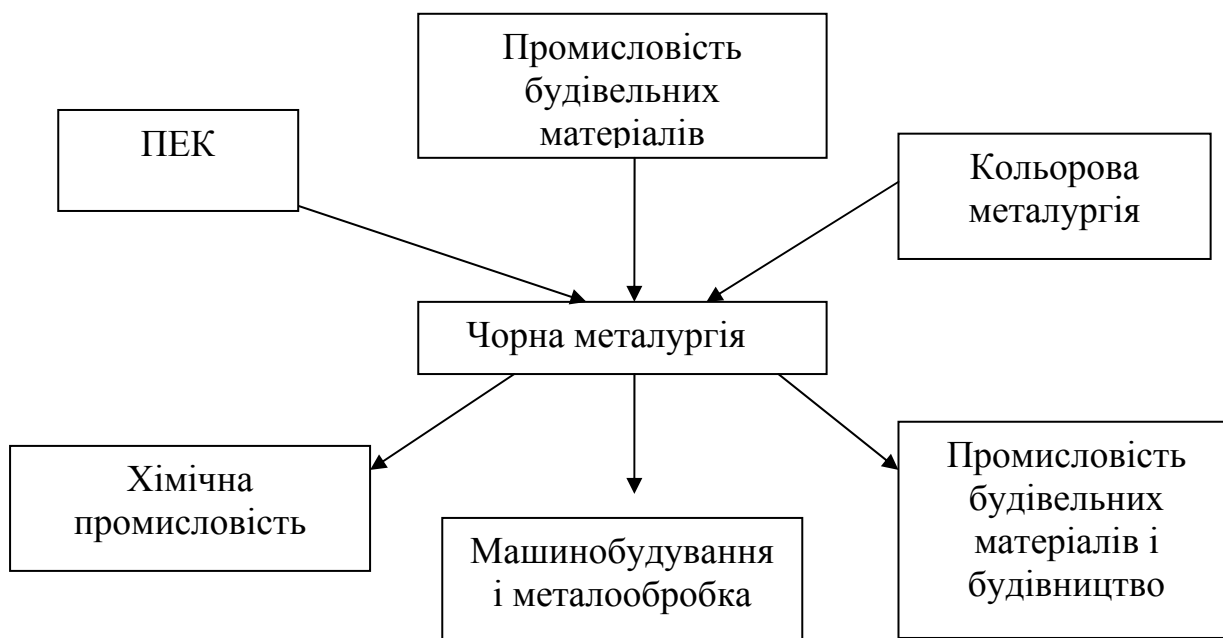 Промисловість
будівельних
матеріалів
ПЕК
Кольорова
металургія
Чорна металургія
Хімічна
промисловість
Машинобудування
і металообробка
Промисловість
будівельних
матеріалів і
будівництво